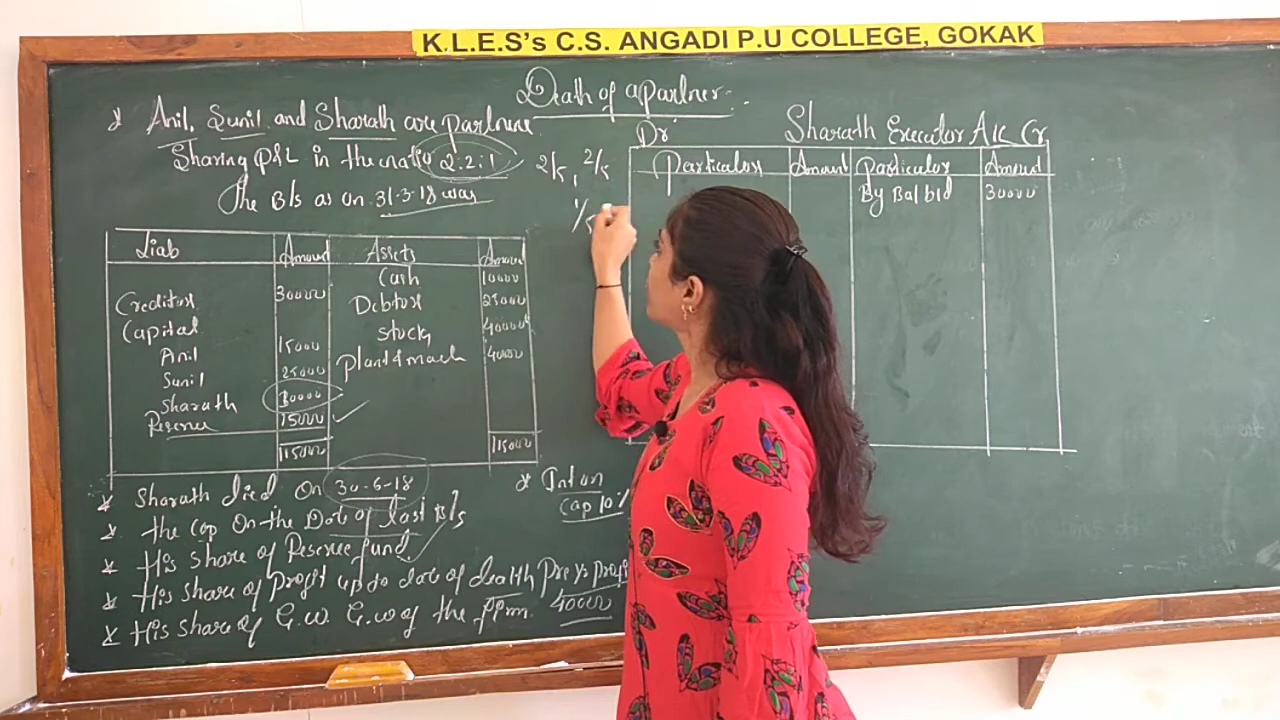 K.L.E.S's C.S. ANGADI P.U COLLEGE, GOKAK
Death of a Partner
* Anil, Sunil and Sharath are partners
Sharing P&L in the ratio 2:2:1
2/5, 2/5
1/5
The B/s as on 31-3-18 was
Liab Amount Assets Amount
Cash 10000
Creditors 30000 Debtors 25000
Capital Stock 40000
Anil 15000 Plant & mach 40000
Sunil 25000
Sharath 30000
Reserve 15000
115000 115000
* Sharath died on 30-6-18
* The cap on the Date of last B/s
* His share of Reserve fund
* His share of Profit up to date of death Pre yr profit
40000
* His share of G.W. G.W of the firm
* Int on
Cap 10%
Dr Sharath Executor A/c Cr
Particulars Amount Particulars Amount
By Bal b/d 30000